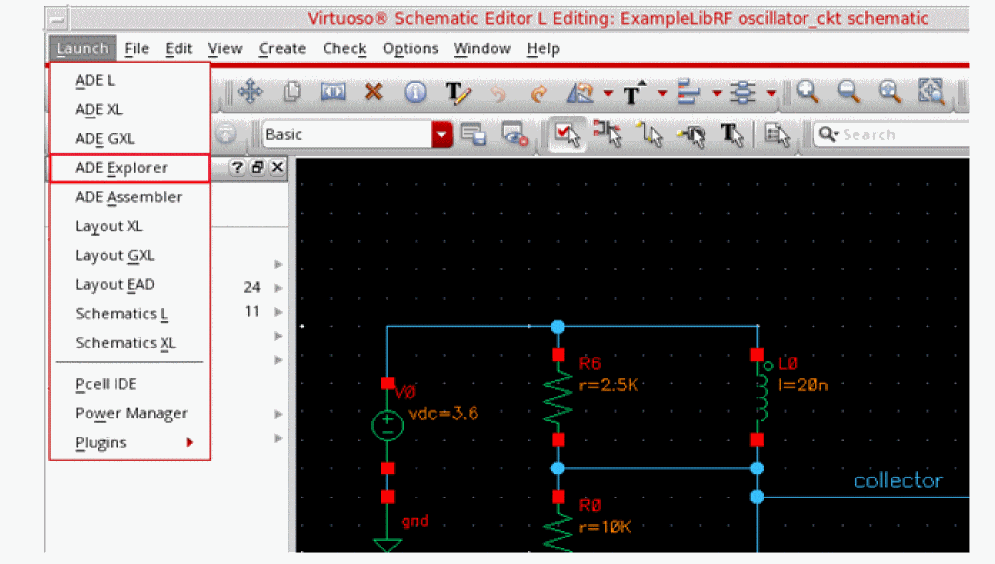 Virtuoso® Schematic Editor L Editing: ExampleLibRF oscillator_ckt schematic
Launch File Edit View Create Check Options Window Help
ADE L
ADE XL
ADE GXL
Basic
Search
ADE Explorer
ADE Assembler
Layout XL
Layout GXL
Layout EAD
24
Schematics L
11
Schematics XL
Pcell IDE
Power Manager
Plugins
R6
r=2.5K
L0
l=20n
V0
vdc=3.6
collector
R0
r=10K
gnd